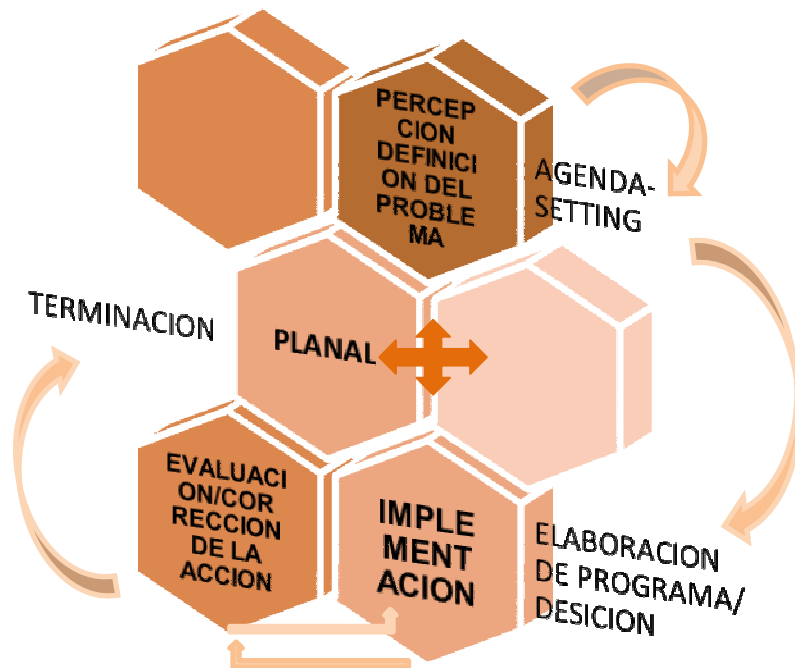 PERCEP
CION
DEFINICI
ON DEL
PROBLE
MA
AGENDA-
SETTING
TERMINACION
PLANAL
EVALUACI
ON/COR
RECCION
DE LA
ACCION
IMPLE
MENT
ACION
ELABORACION
DE PROGRAMA/
DESICION